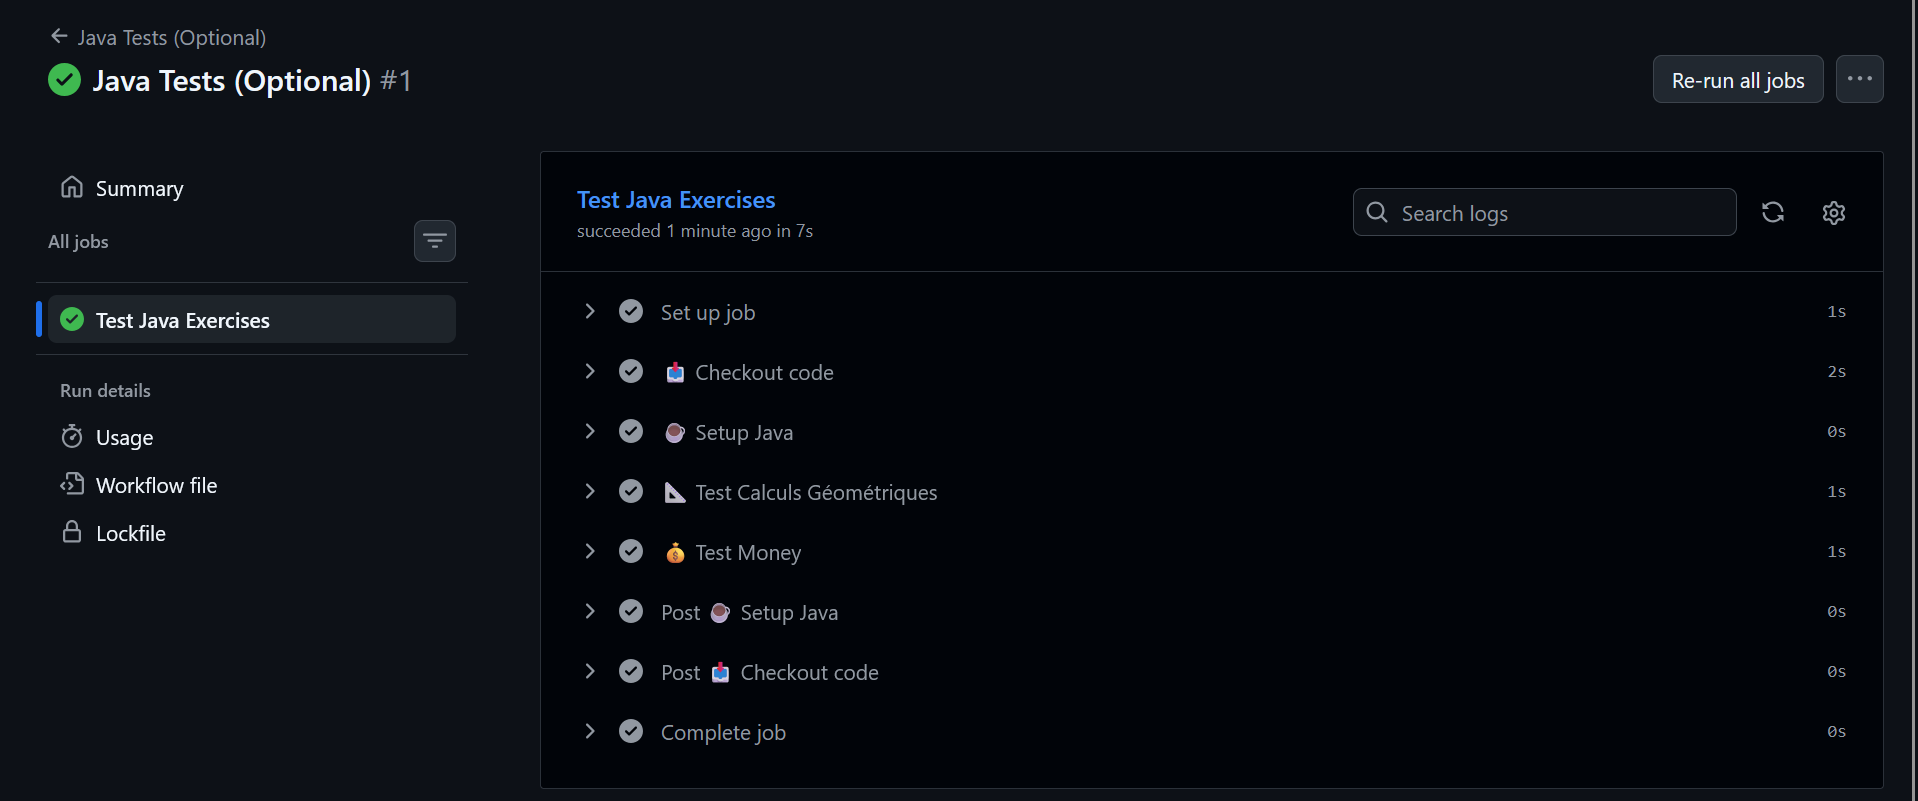 Java Tests (Optional)
Java Tests (Optional) #1
Re-run all jobs
Summary
All jobs
Test Java Exercises
Run details
Usage
Workflow file
Lockfile
Test Java Exercises
succeeded 1 minute ago in 7s
Search logs
Set up job 1s
Checkout code 2s
Setup Java 0s
Test Calculs Géométriques 1s
Test Money 1s
Post Setup Java 0s
Post Checkout code 0s
Complete job 0s